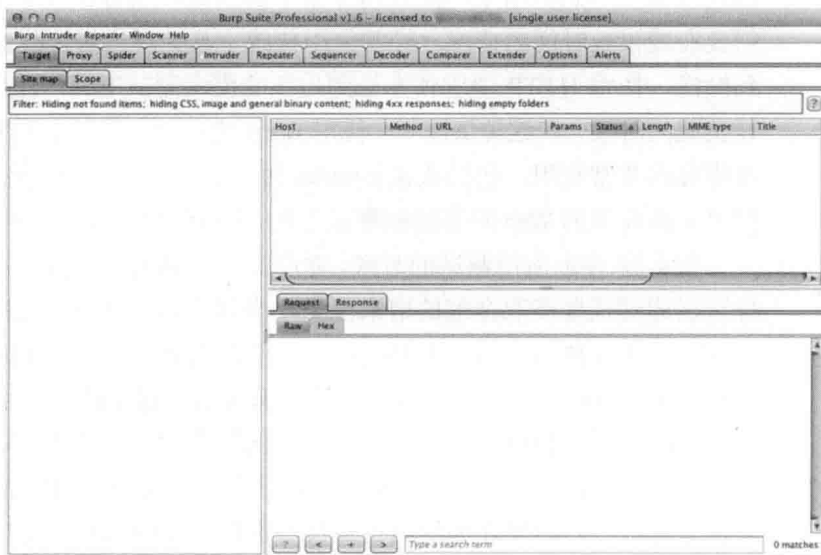 Burp Suite Professional v1.6 – licensed to [single user license]
Burp Intruder Repeater Window Help
Target Proxy Spider Scanner Intruder Repeater Sequencer Decoder Comparer Extender Options Alerts
Site map Scope
Filter: Hiding not found items; hiding CSS, image and general binary content; hiding 4xx responses; hiding empty folders ?
Host Method URL Params Status Length MIME type Title
Request Response
Raw Hex
? < + > Type a search term 0 matches